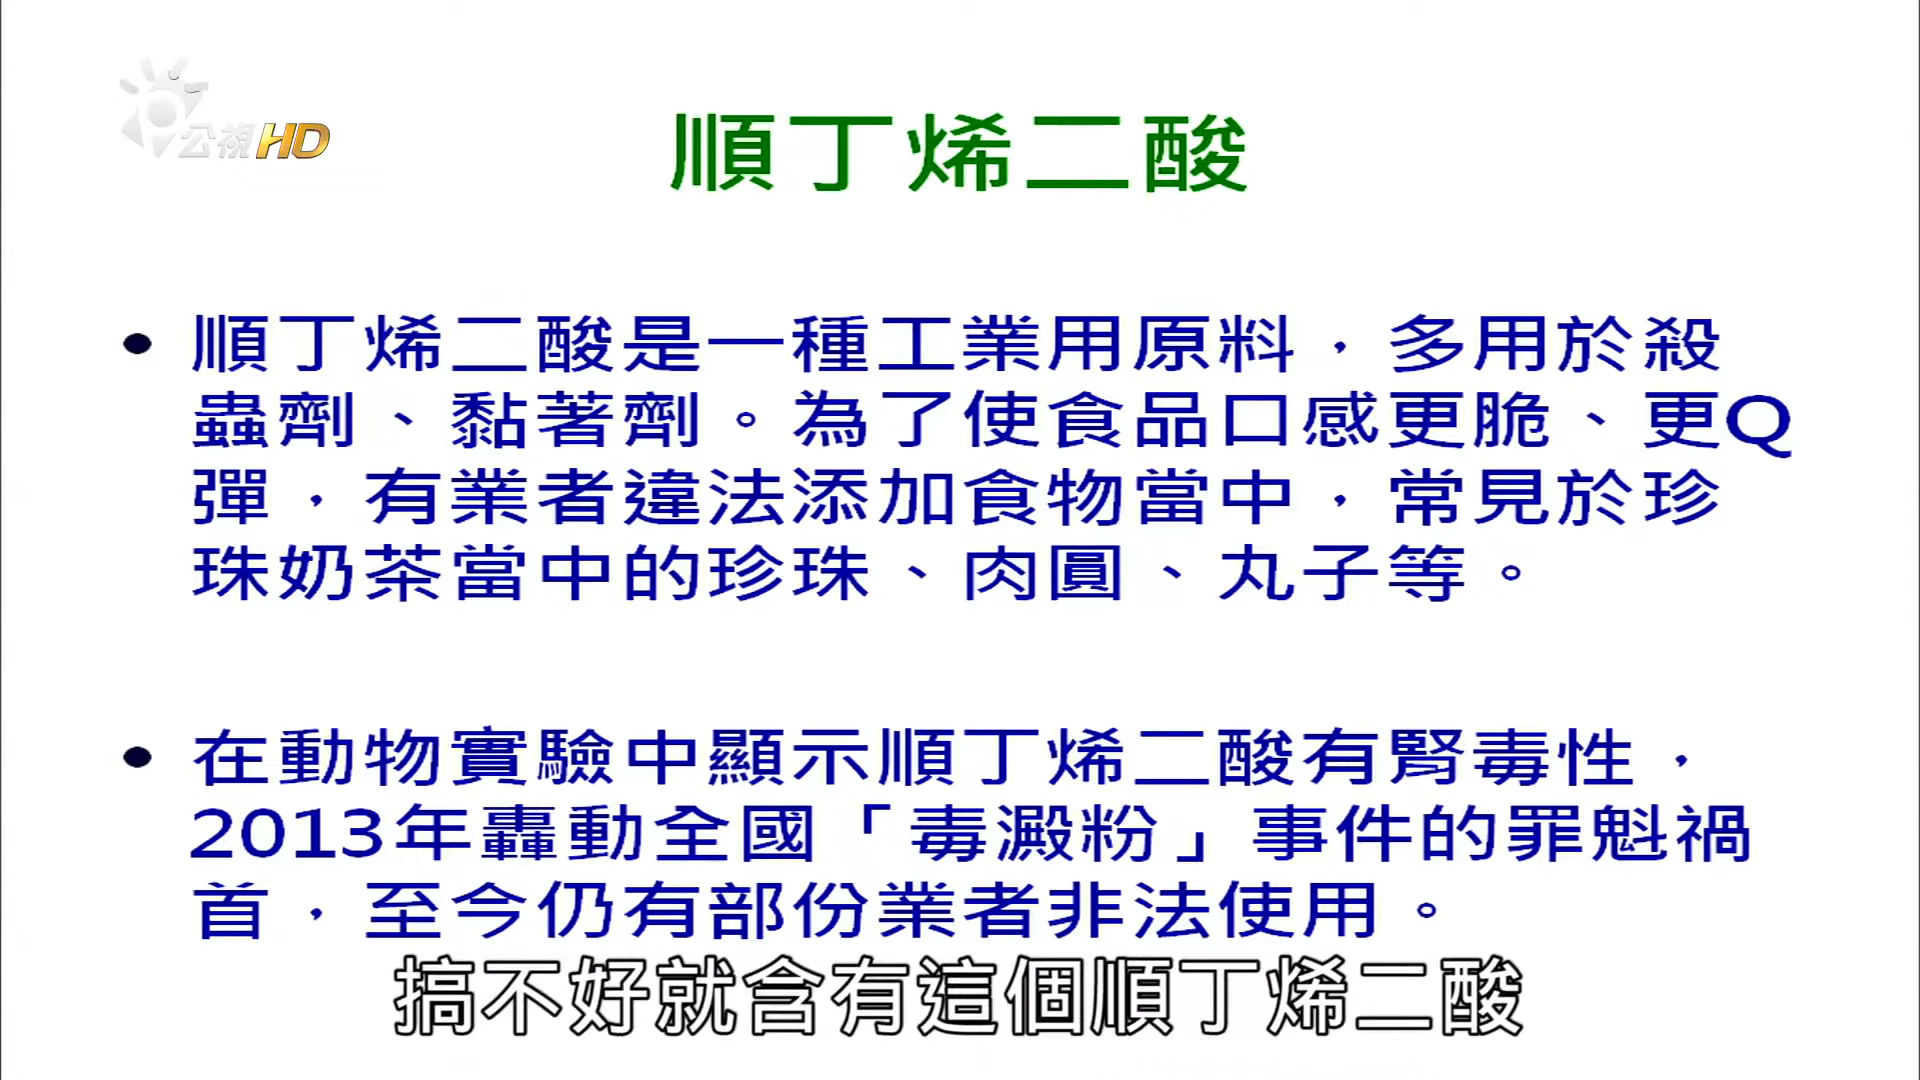 公視HD
順丁烯二酸
• 順丁烯二酸是一種工業用原料，多用於殺
蟲劑、黏著劑。為了使食品口感更脆、更Q
彈，有業者違法添加食物當中，常見於珍
珠奶茶當中的珍珠、肉圓、丸子等。
• 在動物實驗中顯示順丁烯二酸有腎毒性，
2013年轟動全國「毒澱粉」事件的罪魁禍
首，至今仍有部份業者非法使用。
搞不好就含有這個順丁烯二酸